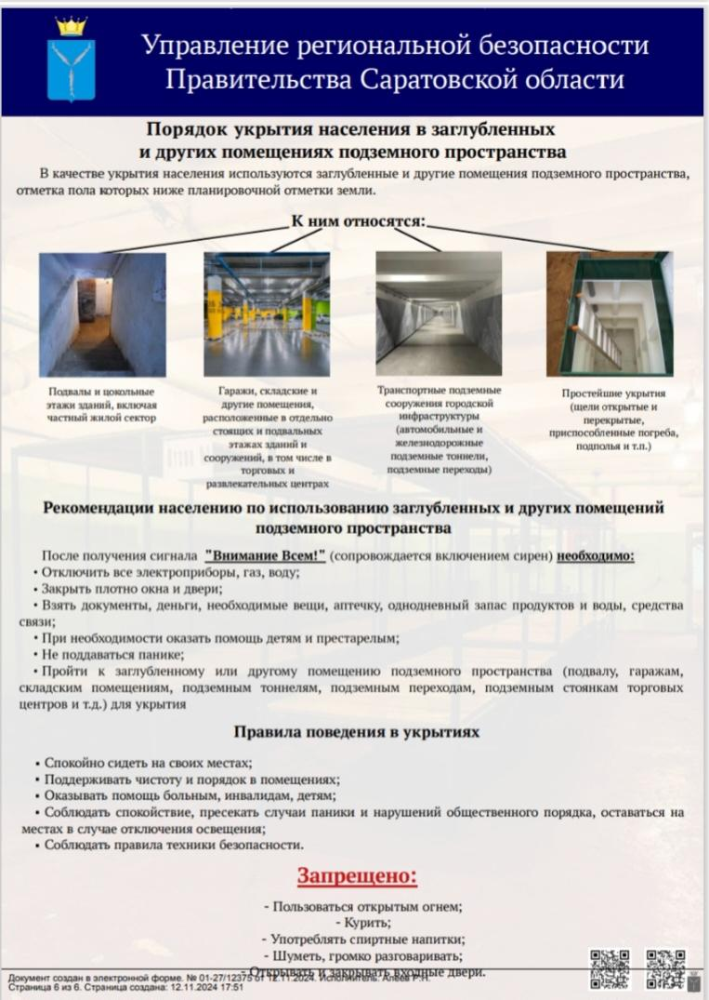 Управление региональной безопасности
Правительства Саратовской области
Порядок укрытия населения в заглубленных
и других помещениях подземного пространства
В качестве укрытия населения используются заглубленные и другие помещения подземного пространства,
отметка пола которых ниже планировочной отметки земли.
К ним относятся:
Подвалы и цокольные
этажи зданий, включая
частный жилой сектор
Гаражи, складские и
другие помещения,
расположенные в отдельно
стоящих и подвальных
этажах зданий и
сооружений, в том числе в
торговых и
развлекательных центрах
Транспортные подземные
сооружения городской
инфраструктуры
(автомобильные и
железнодорожные
подземные тоннели,
подземные переходы)
Простейшие укрытия
(щели открытые и
перекрытые,
приспособленные погреба,
подполья и т.п.)
Рекомендации населению по использованию заглубленных и других помещений
подземного пространства
После получения сигнала "Внимание Всем!" (сопровождается включением сирен) необходимо:
• Отключить все электроприборы, газ, воду;
• Закрыть плотно окна и двери;
• Взять документы, деньги, необходимые вещи, аптечку, однодневный запас продуктов и воды, средства
связи;
• При необходимости оказать помощь детям и престарелым;
• Не поддаваться панике;
• Пройти к заглубленному или другому помещению подземного пространства (подвалу, гаражам,
складским помещениям, подземным тоннелям, подземным переходам, подземным стоянкам торговых
центров и т.д.) для укрытия
Правила поведения в укрытиях
• Спокойно сидеть на своих местах;
• Поддерживать чистоту и порядок в помещениях;
• Оказывать помощь больным, инвалидам, детям;
• Соблюдать спокойствие, пресекать случаи паники и нарушений общественного порядка, оставаться на
местах в случае отключения освещения;
• Соблюдать правила техники безопасности.
Запрещено:
- Пользоваться открытым огнем;
- Курить;
- Употреблять спиртные напитки;
- Шуметь, громко разговаривать;
- Открывать и закрывать входные двери.
Документ создан в электронной форме. № 01-27/12375 от 12.11.2024. Исполнитель: Алеев Р.Н.
Страница 6 из 6. Страница создана: 12.11.2024 17:51